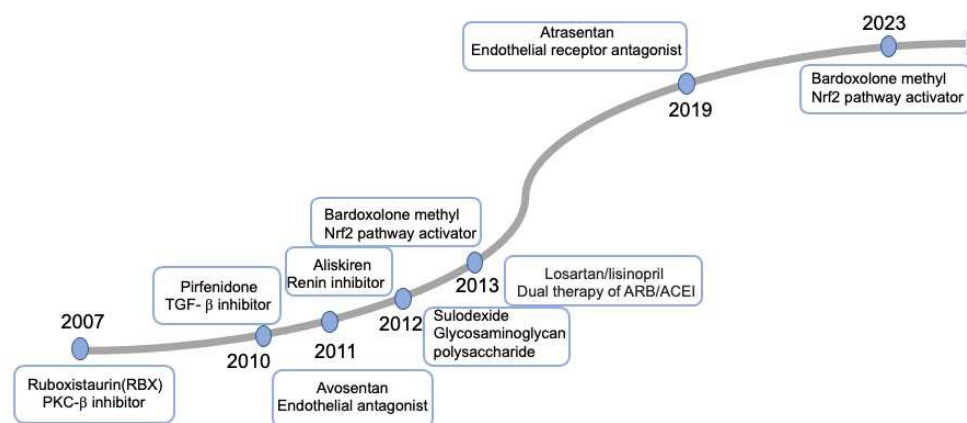 Atrasentan
Endothelial receptor antagonist
2023
Bardoxolone methyl
Nrf2 pathway activator
2019
Bardoxolone methyl
Nrf2 pathway activator
Aliskiren
Renin inhibitor
2013
Losartan/lisinopril
Dual therapy of ARB/ACEI
Pirfenidone
TGF- β inhibitor
2012
Sulodexide
Glycosaminoglycan
polysaccharide
2007
2010
2011
Ruboxistaurin(RBX)
PKC-β inhibitor
Avosentan
Endothelial antagonist